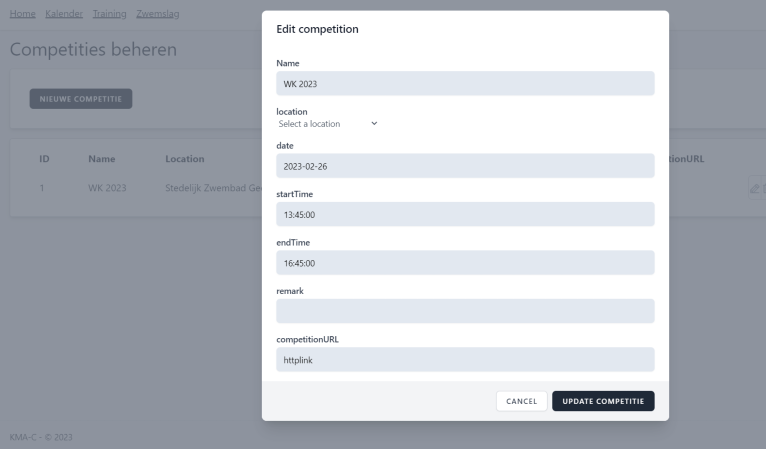 Home Kalender Training Zwemslag
Competities beheren
NIEUWE COMPETITIE
ID Name Location tionURL
1 WK 2023 Stedelijk Zwembad
Edit competition
Name
WK 2023
location
Select a location
date
2023-02-26
startTime
13:45:00
endTime
16:45:00
remark
competitionURL
httplink
CANCEL UPDATE COMPETITIE
KMA-C - © 2023